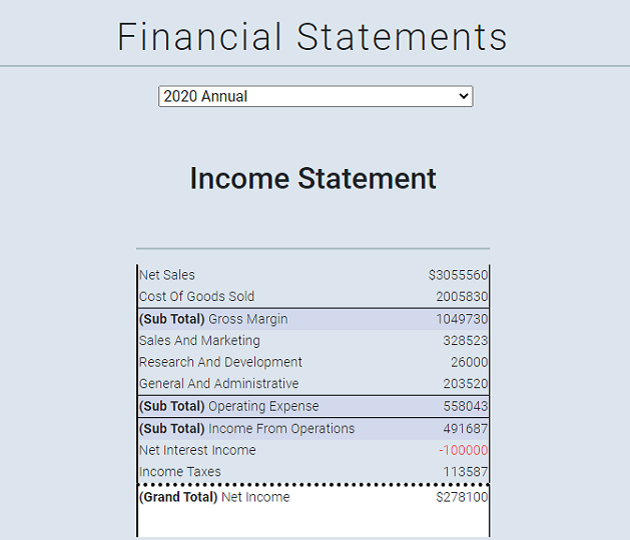 Financial Statements
2020 Annual
Income Statement
Net Sales $3055560
Cost Of Goods Sold 2005830
(Sub Total) Gross Margin 1049730
Sales And Marketing 328523
Research And Development 26000
General And Administrative 203520
(Sub Total) Operating Expense 558043
(Sub Total) Income From Operations 491687
Net Interest Income -100000
Income Taxes 113587
(Grand Total) Net Income $278100